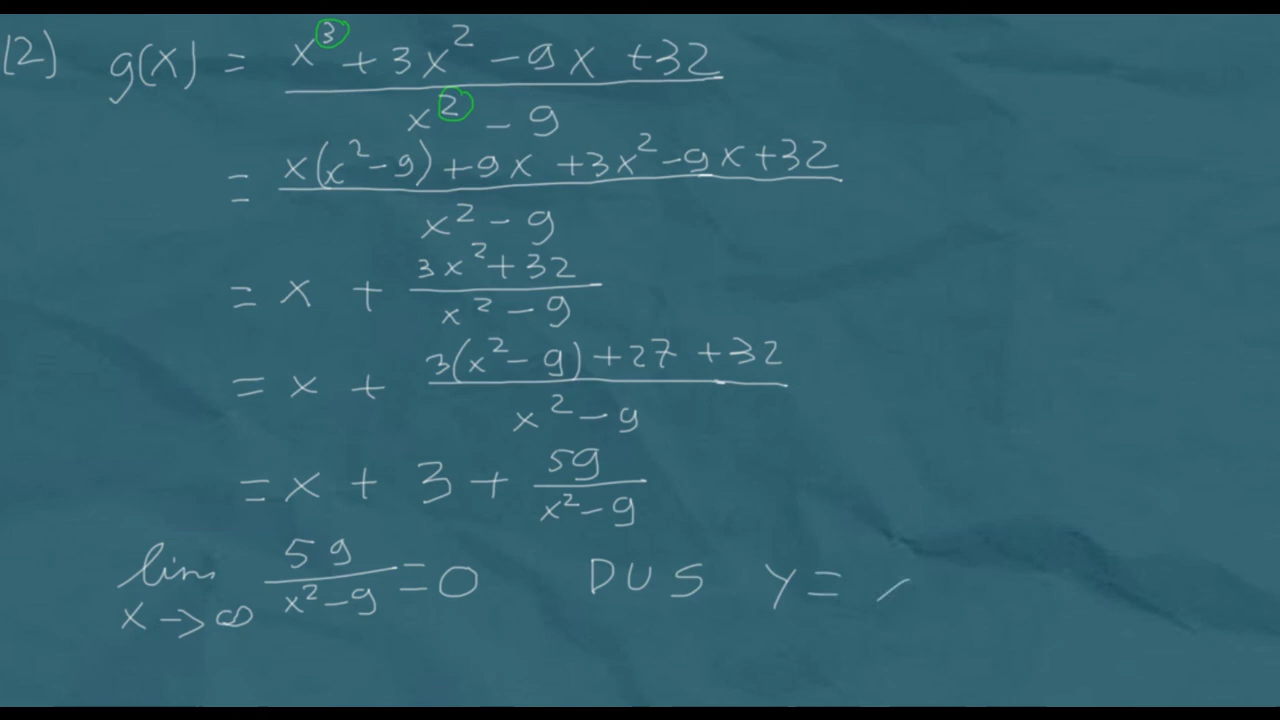 (2) g(x) = (x³ + 3x² - 9x + 32) / (x² - 9)
= (x(x² - 9) + 9x + 3x² - 9x + 32) / (x² - 9)
= x + (3x² + 32) / (x² - 9)
= x + (3(x² - 9) + 27 + 32) / (x² - 9)
= x + 3 + 59 / (x² - 9)
lim x→∞ 59 / (x² - 9) = 0 DUS y =